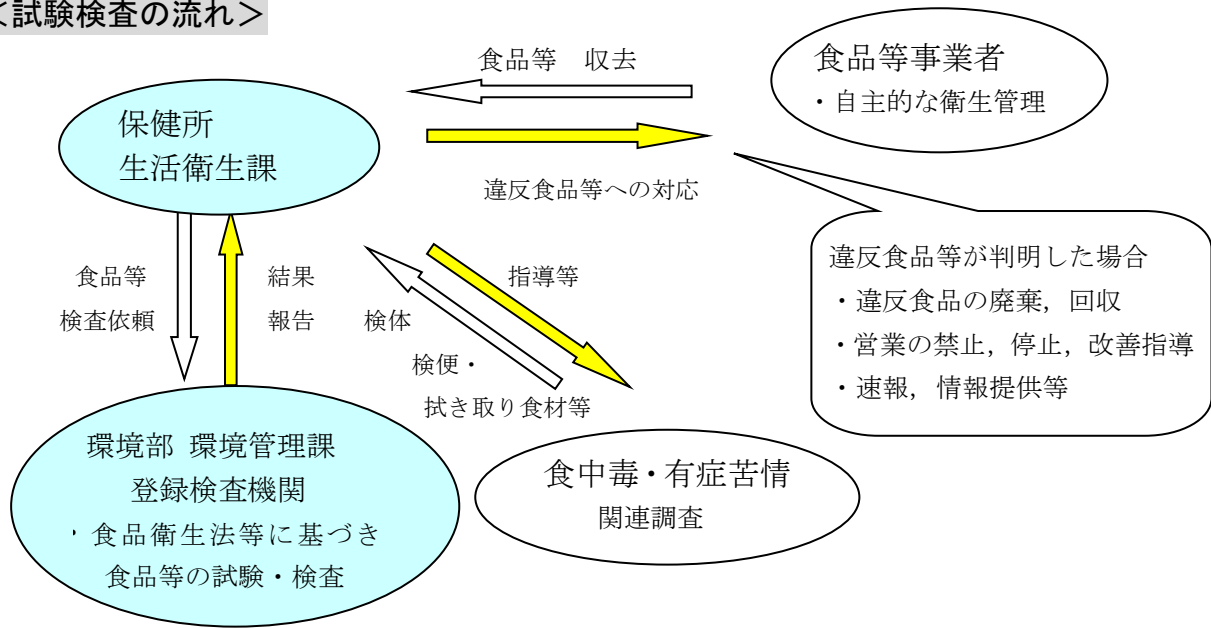 ＜試験検査の流れ＞
食品等　収去
食品等事業者
・自主的な衛生管理
保健所
生活衛生課
違反食品等への対応
違反食品等が判明した場合
・違反食品の廃棄，回収
・営業の禁止，停止，改善指導
・速報，情報提供等
食品等
検査依頼
結果
報告
指導等
検体
検便・
拭き取り食材等
環境部 環境管理課
登録検査機関
・食品衛生法等に基づき
食品等の試験・検査
食中毒・有症苦情
関連調査